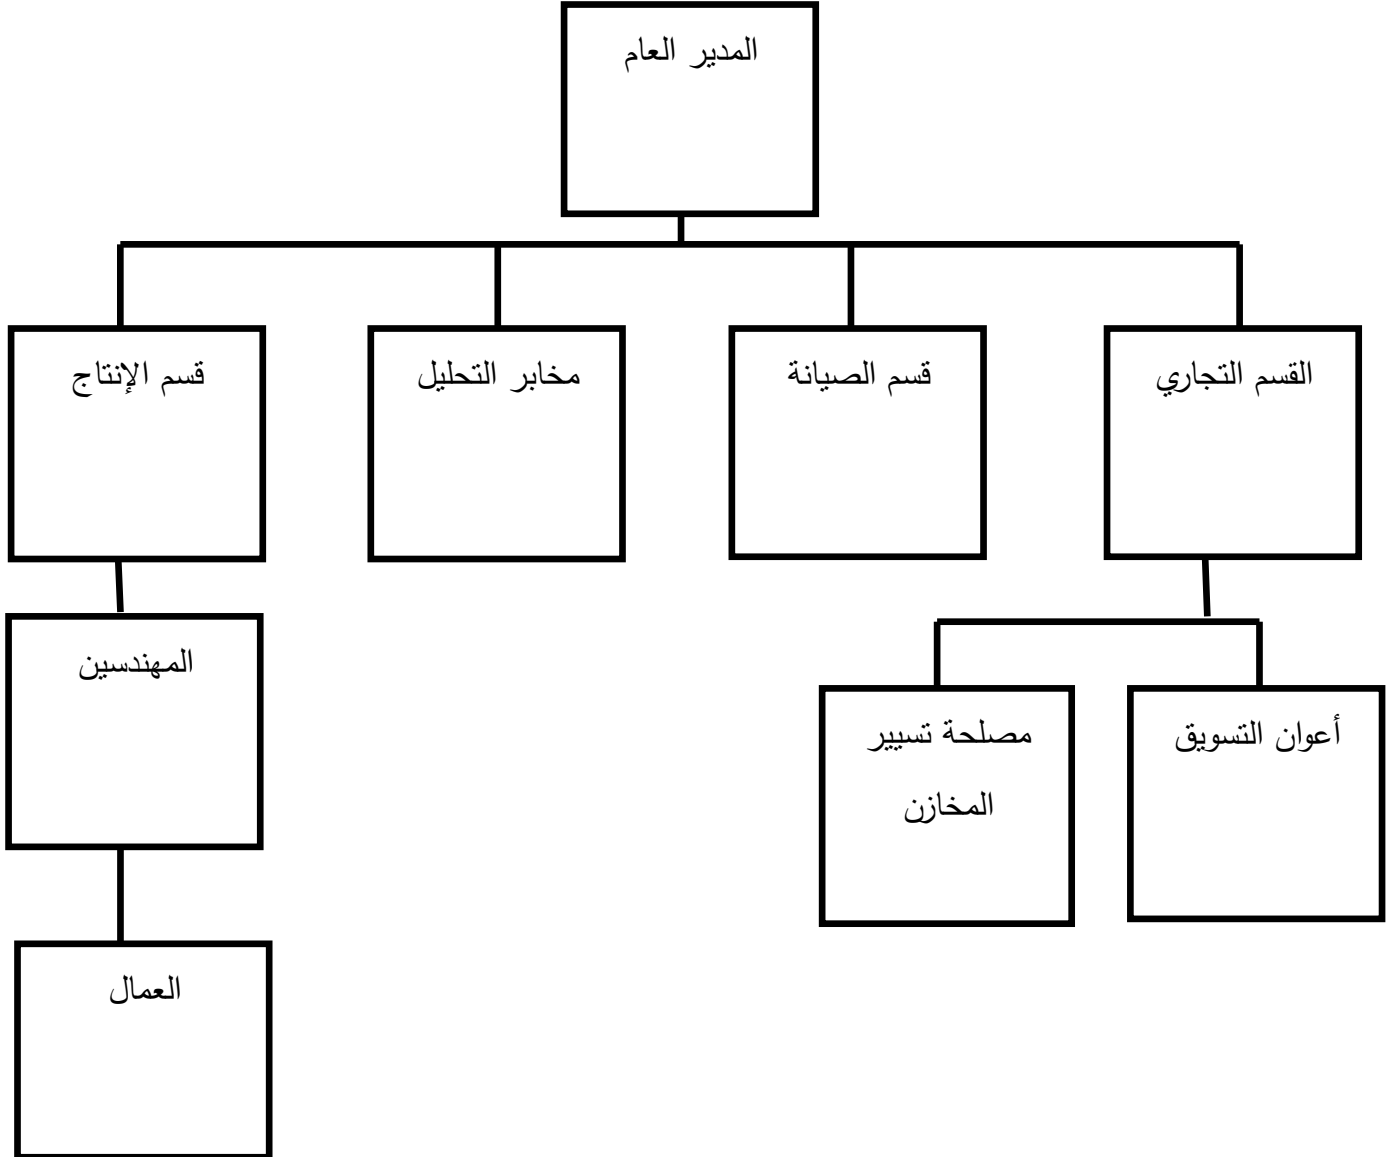 المدير العام
القسم التجاري
قسم الصيانة
مخابر التحليل
قسم الإنتاج
المهندسين
أعوان التسويق
مصلحة تسيير
المخازن
العمال